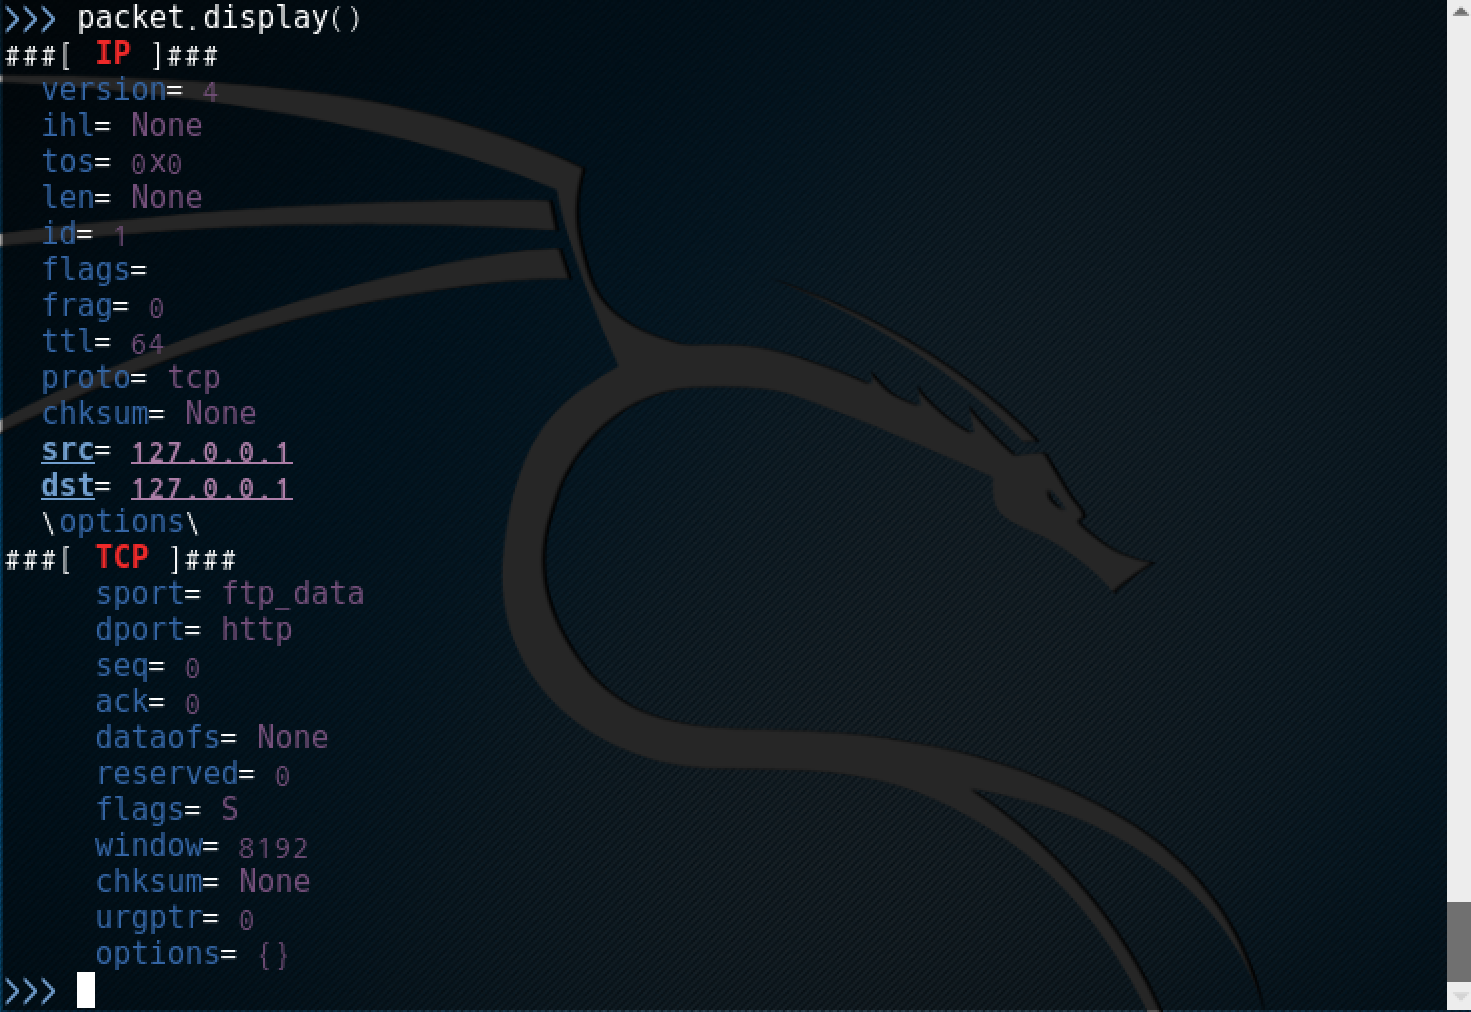 >>> packet.display()
###[ IP ]###
version= 4
ihl= None
tos= 0x0
len= None
id= 1
flags=
frag= 0
ttl= 64
proto= tcp
chksum= None
src= 127.0.0.1
dst= 127.0.0.1
\options\
###[ TCP ]###
sport= ftp_data
dport= http
seq= 0
ack= 0
dataofs= None
reserved= 0
flags= S
window= 8192
chksum= None
urgptr= 0
options= {}
>>>